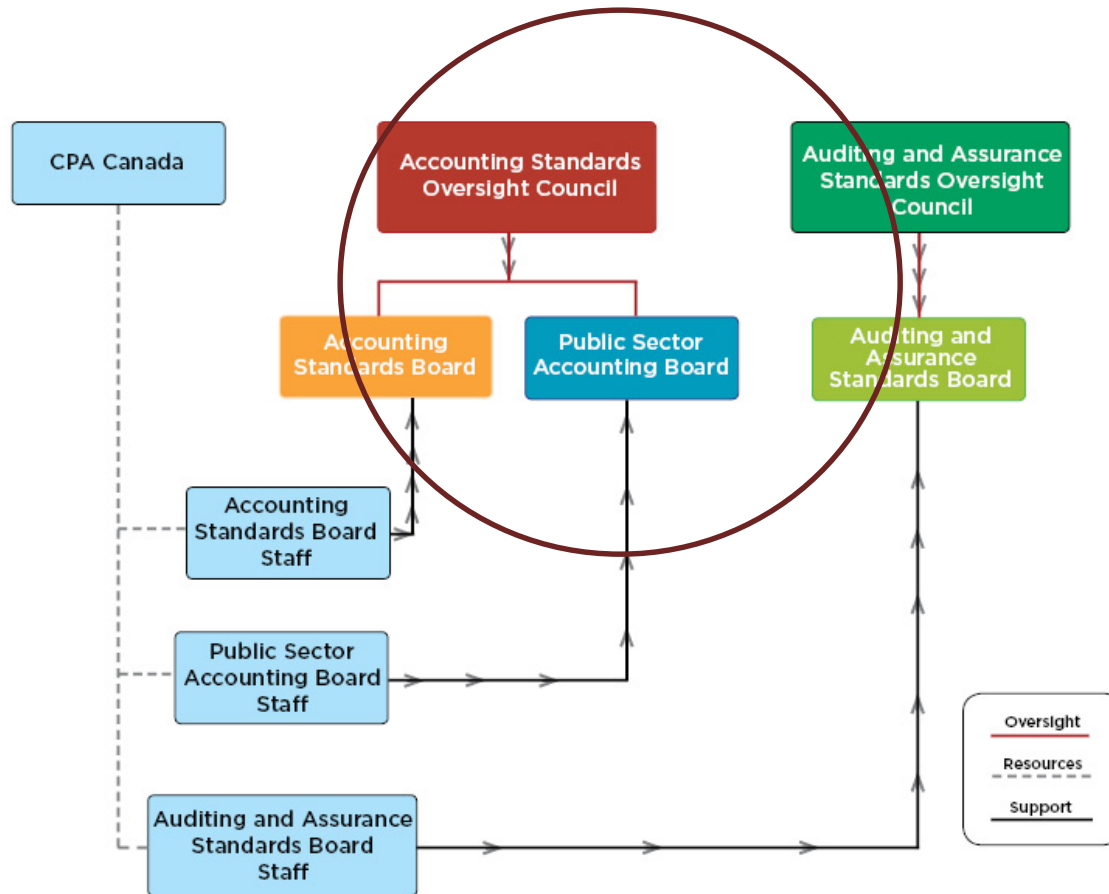 CPA Canada
Accounting Standards
Oversight Council
Auditing and Assurance
Standards Oversight
Council
Accounting
Standards Board
Public Sector
Accounting Board
Auditing and
Assurance
Standards Board
Accounting
Standards Board
Staff
Public Sector
Accounting Board
Staff
Auditing and Assurance
Standards Board
Staff
Oversight
Resources
Support